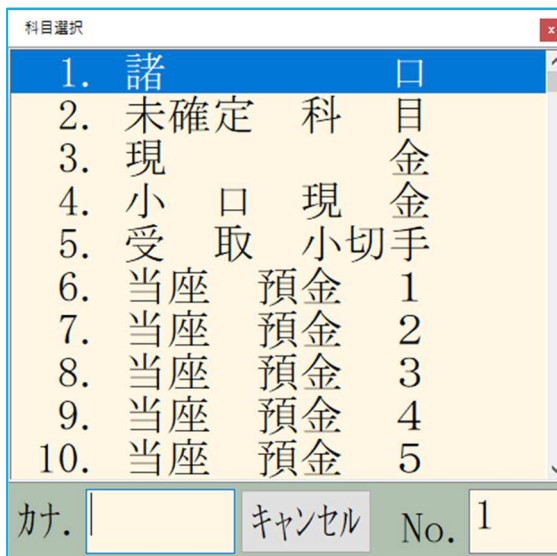 科目選択
x
1. 諸 口
2. 未確定 科 目
3. 現 金
4. 小 口 現 金
5. 受 取 小切手
6. 当座 預金 1
7. 当座 預金 2
8. 当座 預金 3
9. 当座 預金 4
10. 当座 預金 5
カナ. キャンセル No. 1